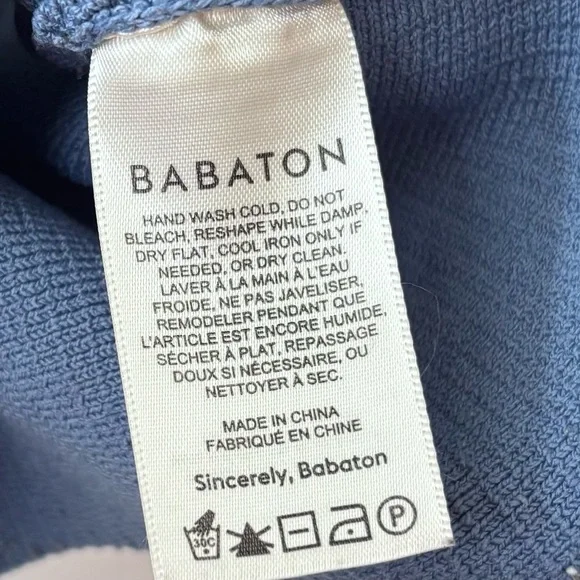 BABATON
HAND WASH COLD, DO NOT
BLEACH, RESHAPE WHILE DAMP,
DRY FLAT, COOL IRON ONLY IF
NEEDED, OR DRY CLEAN.
LAVER À LA MAIN À L'EAU
FROIDE, NE PAS JAVELISER,
REMODELER PENDANT QUE
L'ARTICLE EST ENCORE HUMIDE,
SÉCHER À PLAT, REPASSAGE
DOUX SI NÉCESSAIRE, OU
NETTOYER À SEC.
MADE IN CHINA
FABRIQUÉ EN CHINE
Sincerely, Babaton
30C P